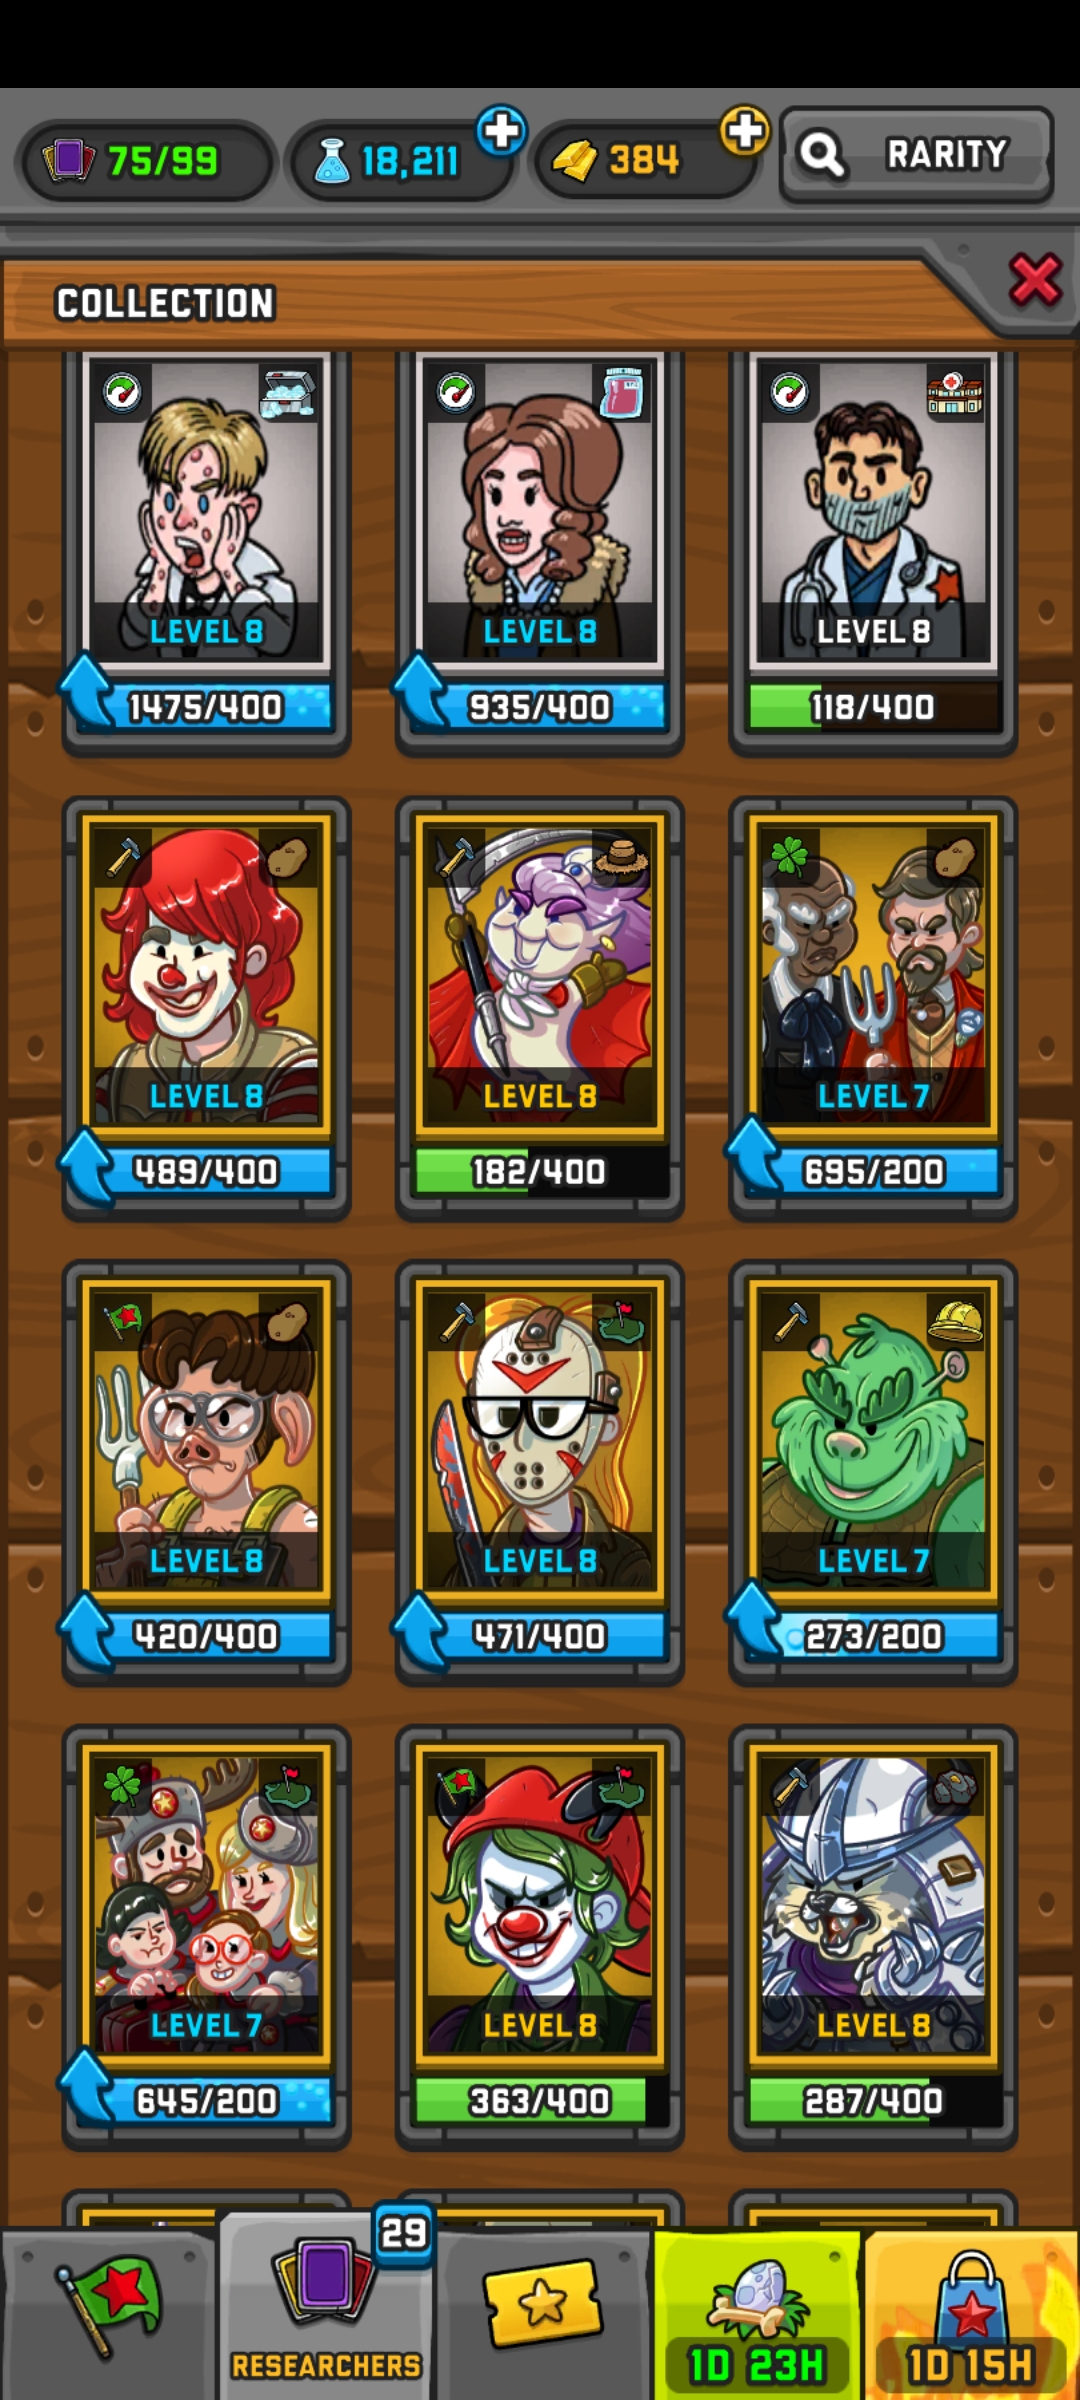 75/99
18,211
384
RARITY
COLLECTION
LEVEL 8
LEVEL 8
LEVEL 8
1475/400
935/400
118/400
LEVEL 8
LEVEL 8
LEVEL 7
489/400
182/400
695/200
LEVEL 8
LEVEL 8
LEVEL 7
420/400
471/400
273/200
LEVEL 7
LEVEL 8
LEVEL 8
645/200
363/400
287/400
29
RESEARCHERS
1D 23H
1D 15H